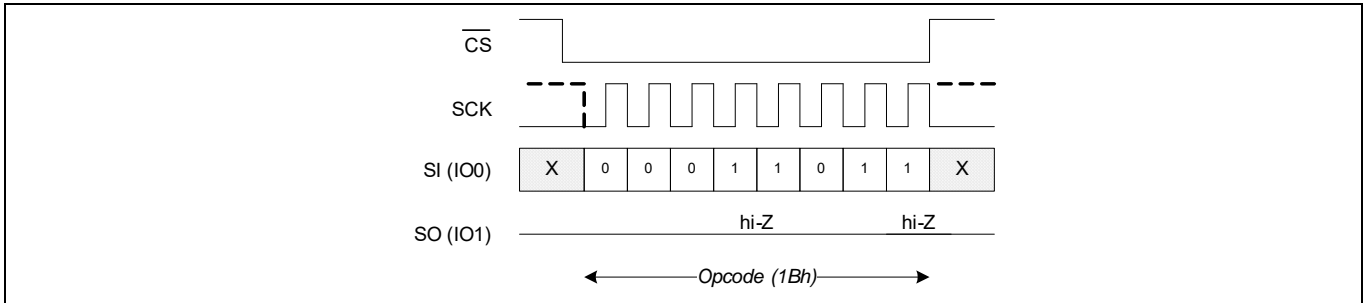 CS
SCK
SI (IO0) X 0 0 0 1 1 0 1 1 X
hi-Z hi-Z
SO (IO1)
Opcode (1Bh)